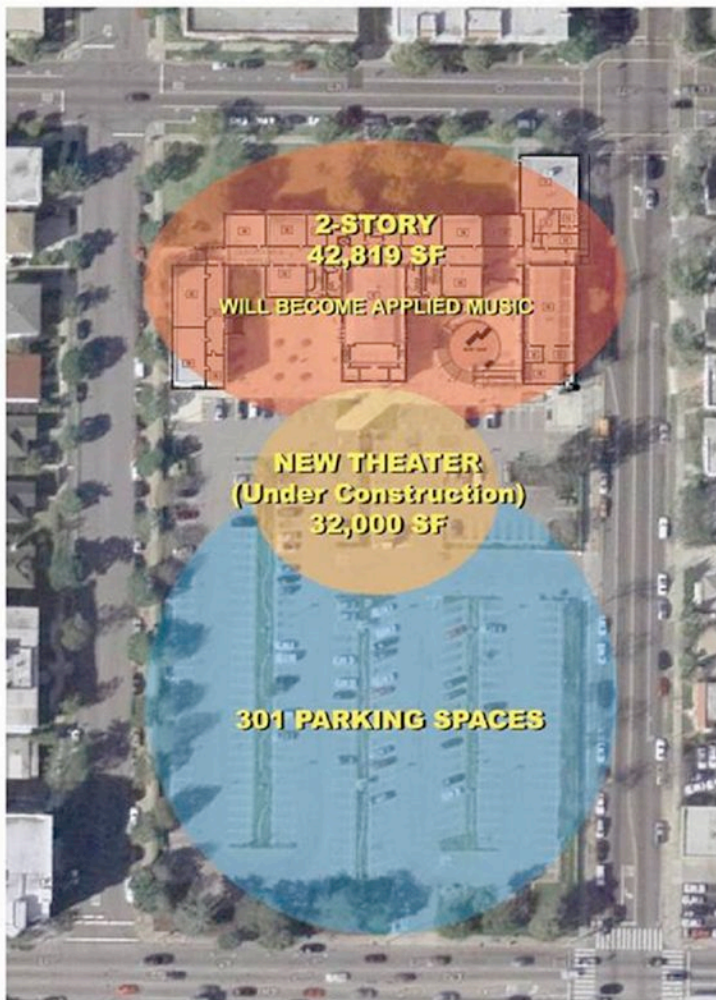 2-STORY
42,819 SF
WILL BECOME APPLIED MUSIC
NEW THEATER
(Under Construction)
32,000 SF
301 PARKING SPACES